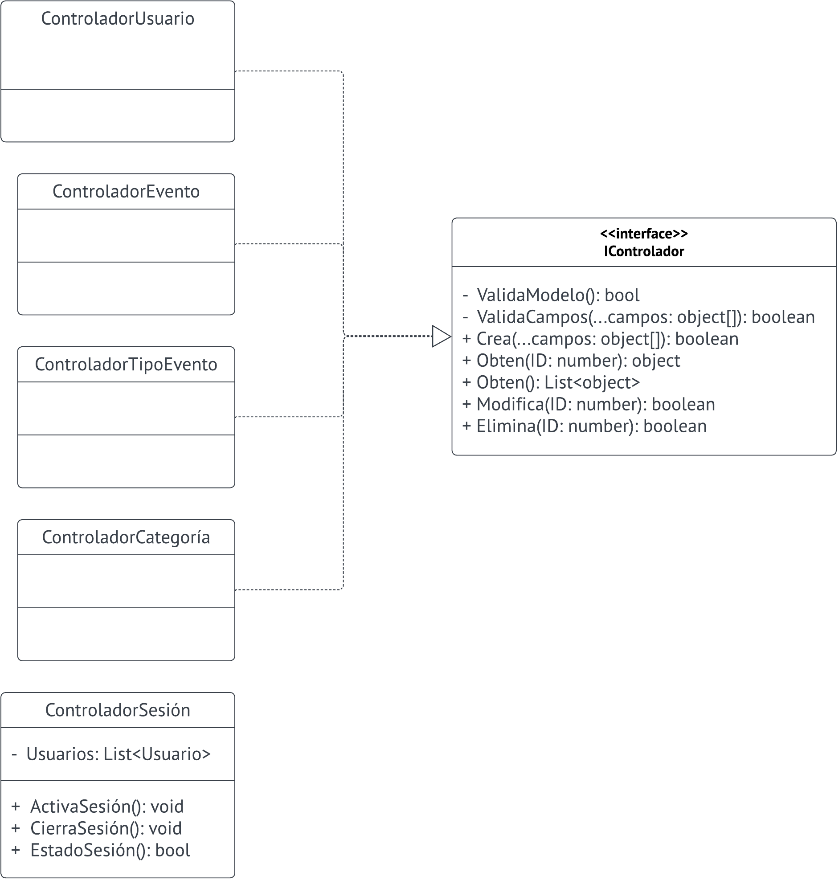 ControladorUsuario
ControladorEvento
ControladorTipoEvento
ControladorCategoría
ControladorSesión
- Usuarios: List<Usuario>
+ ActivaSesión(): void
+ CierraSesión(): void
+ EstadoSesión(): bool
<<interface>>
IControlador
- ValidaModelo(): bool
- ValidaCampos(...campos: object[]): boolean
+ Crea(...campos: object[]): boolean
+ Obten(ID: number): object
+ Obten(): List<object>
+ Modifica(ID: number): boolean
+ Elimina(ID: number): boolean